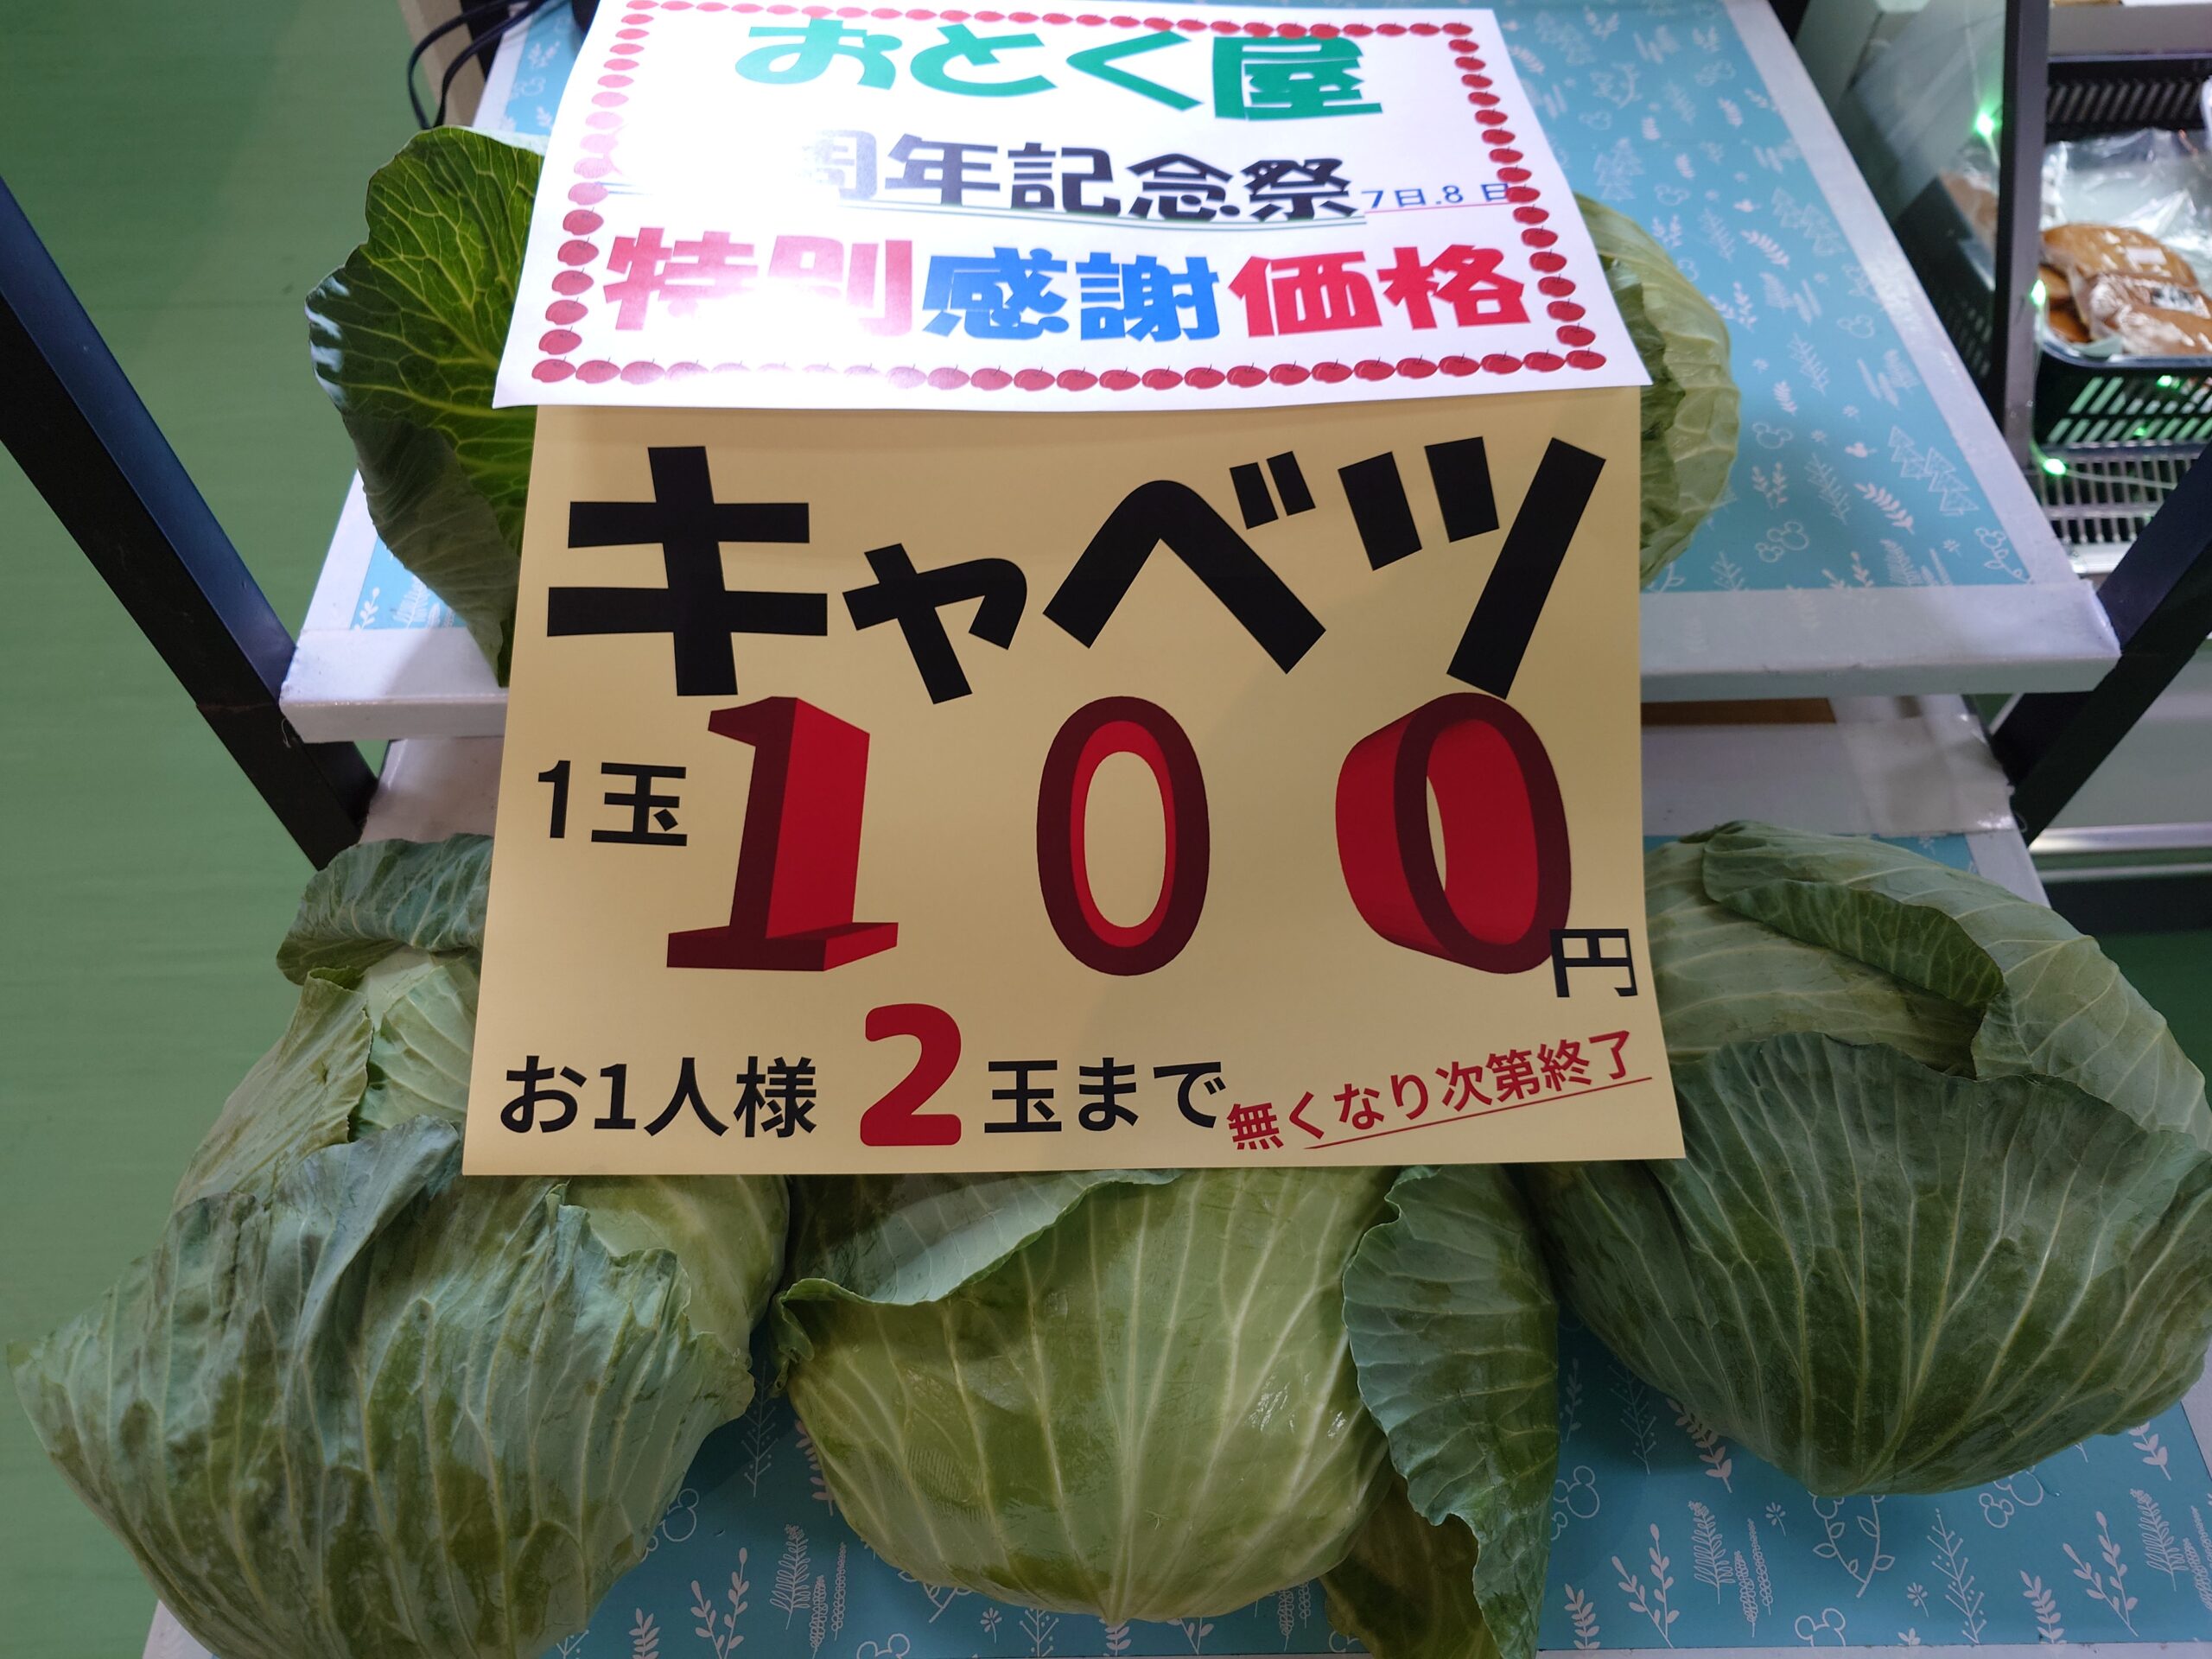 おとく屋
周年記念祭 7日.8日
特別感謝価格
キャベツ
1玉 100円
お1人様 2玉まで 無くなり次第終了